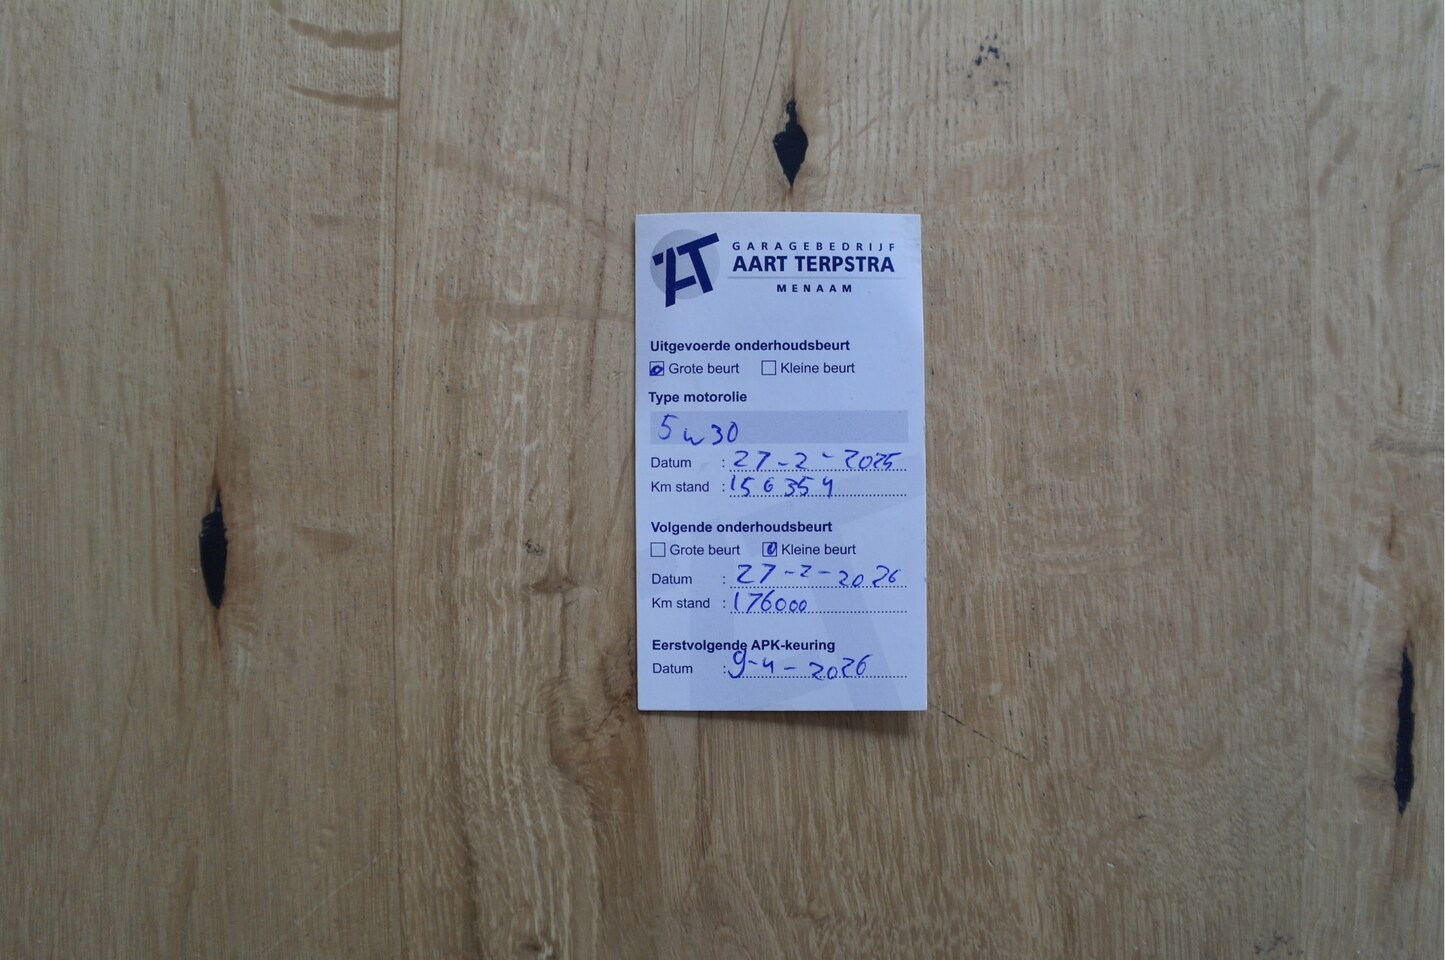 AT
GARAGEBEDRIJF
AART TERPSTRA
MENAAM
Uitgevoerde onderhoudsbeurt
Grote beurt Kleine beurt
Type motorolie
5w30
Datum : 27-2-2025
Km stand : 156354
Volgende onderhoudsbeurt
Grote beurt Kleine beurt
Datum : 27-2-2026
Km stand : 176000
Eerstvolgende APK-keuring
Datum : 9-4-2026